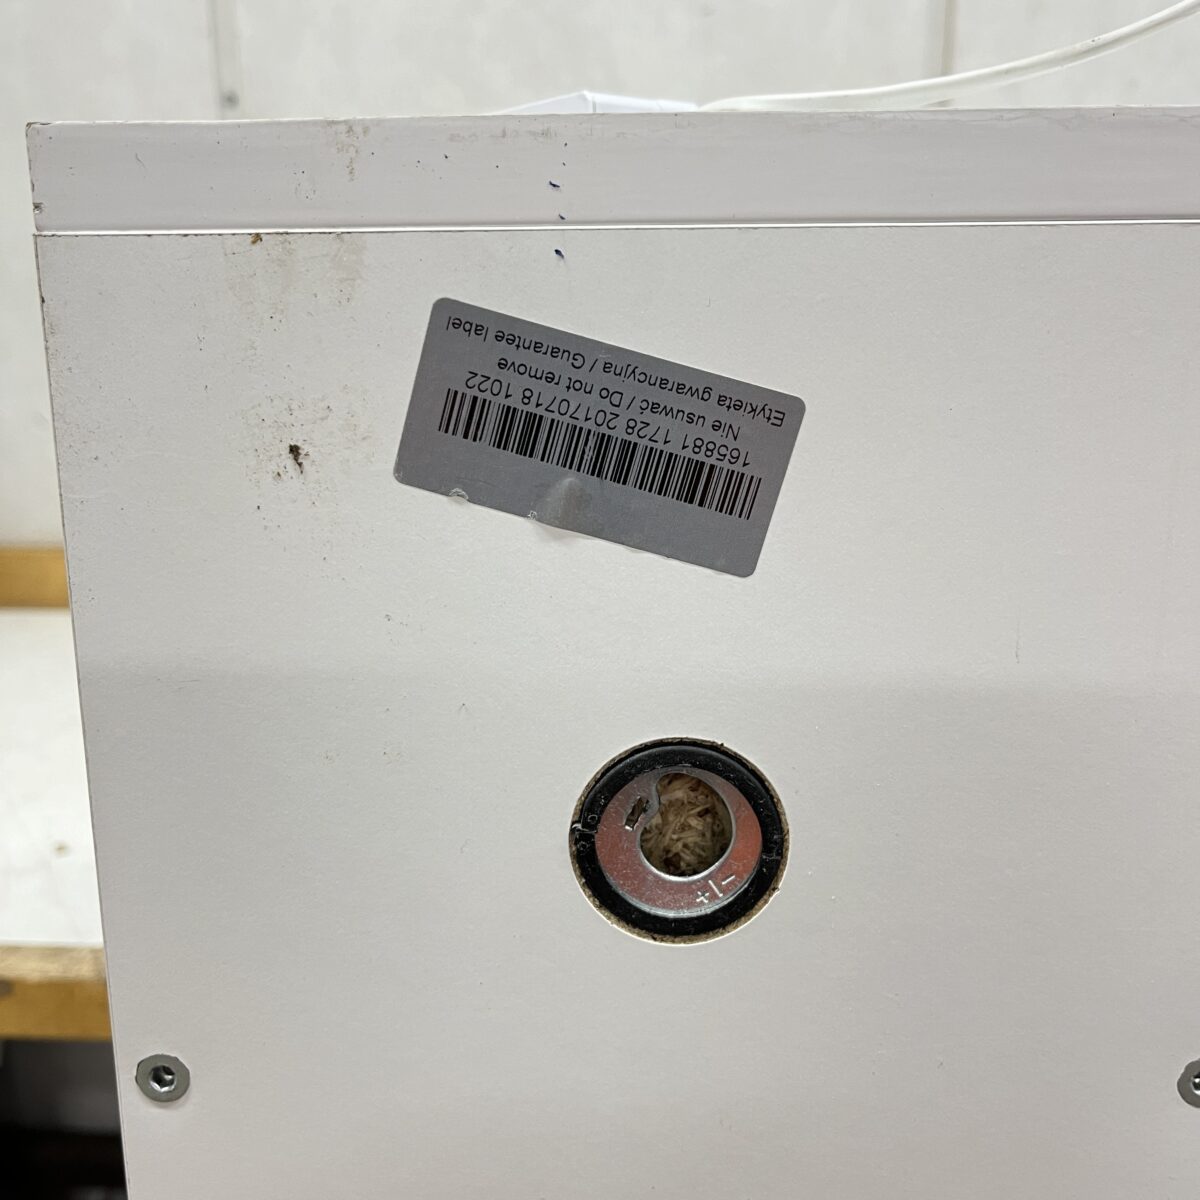 Etykieta gwarancyjna / Guarantee label
Nie usuwać / Do not remove
165881 1728 20170718 1022
- | +